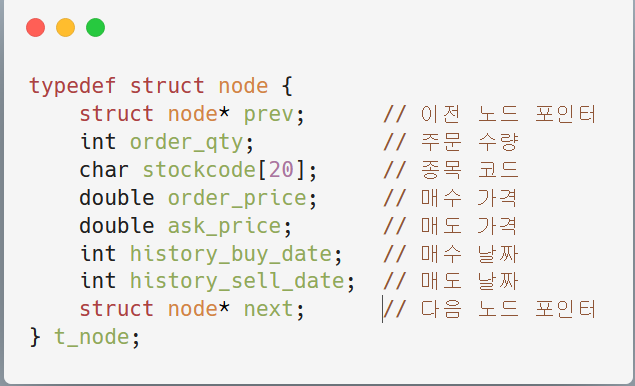 typedef struct node {
    struct node* prev;      // 이전 노드 포인터
    int order_qty;          // 주문 수량
    char stockcode[20];     // 종목 코드
    double order_price;     // 매수 가격
    double ask_price;       // 매도 가격
    int history_buy_date;   // 매수 날짜
    int history_sell_date;  // 매도 날짜
    struct node* next;      // 다음 노드 포인터
} t_node;